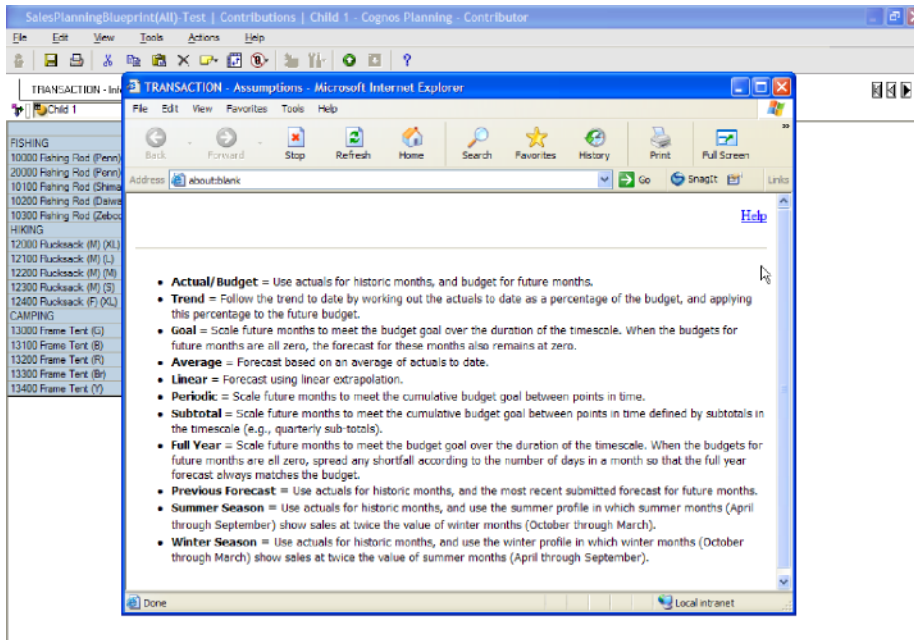 SalesPlanningBlueprint(All)-Test | Contributions | Child 1 - Cognos Planning - Contributor
File Edit View Tools Actions Help
TRANSACTION - Inf
Child 1
FISHING
10000 Fishing Rod (Penn)
20000 Fishing Rod (Penn)
10100 Fishing Rod (Shima
10200 Fishing Rod (Daiwa
10300 Fishing Rod (Zebco
HIKING
12000 Rucksack (M) (XL)
12100 Rucksack (M) (L)
12200 Rucksack (M) (M)
12300 Rucksack (M) (S)
12400 Rucksack (F) (XL)
CAMPING
13000 Frame Tent (G)
13100 Frame Tent (B)
13200 Frame Tent (R)
13300 Frame Tent (Br)
13400 Frame Tent (Y)
TRANSACTION - Assumptions - Microsoft Internet Explorer
File Edit View Favorites Tools Help
Back Forward Stop Refresh Home Search Favorites History Print Full Screen
Address about:blank Go SnagIt Links
Help
• Actual/Budget = Use actuals for historic months, and budget for future months.
• Trend = Follow the trend to date by working out the actuals to date as a percentage of the budget, and applying
this percentage to the future budget.
• Goal = Scale future months to meet the budget goal over the duration of the timescale. When the budgets for
future months are all zero, the forecast for these months also remains at zero.
• Average = Forecast based on an average of actuals to date.
• Linear = Forecast using linear extrapolation.
• Periodic = Scale future months to meet the cumulative budget goal between points in time.
• Subtotal = Scale future months to meet the cumulative budget goal between points in time defined by subtotals in
the timescale (e.g., quarterly sub-totals).
• Full Year = Scale future months to meet the budget goal over the duration of the timescale. When the budgets for
future months are all zero, spread any shortfall according to the number of days in a month so that the full year
forecast always matches the budget.
• Previous Forecast = Use actuals for historic months, and the most recent submitted forecast for future months.
• Summer Season = Use actuals for historic months, and use the summer profile in which summer months (April
through September) show sales at twice the value of winter months (October through March).
• Winter Season = Use actuals for historic months, and use the winter profile in which winter months (October
through March) show sales at twice the value of summer months (April through September).
Done Local intranet